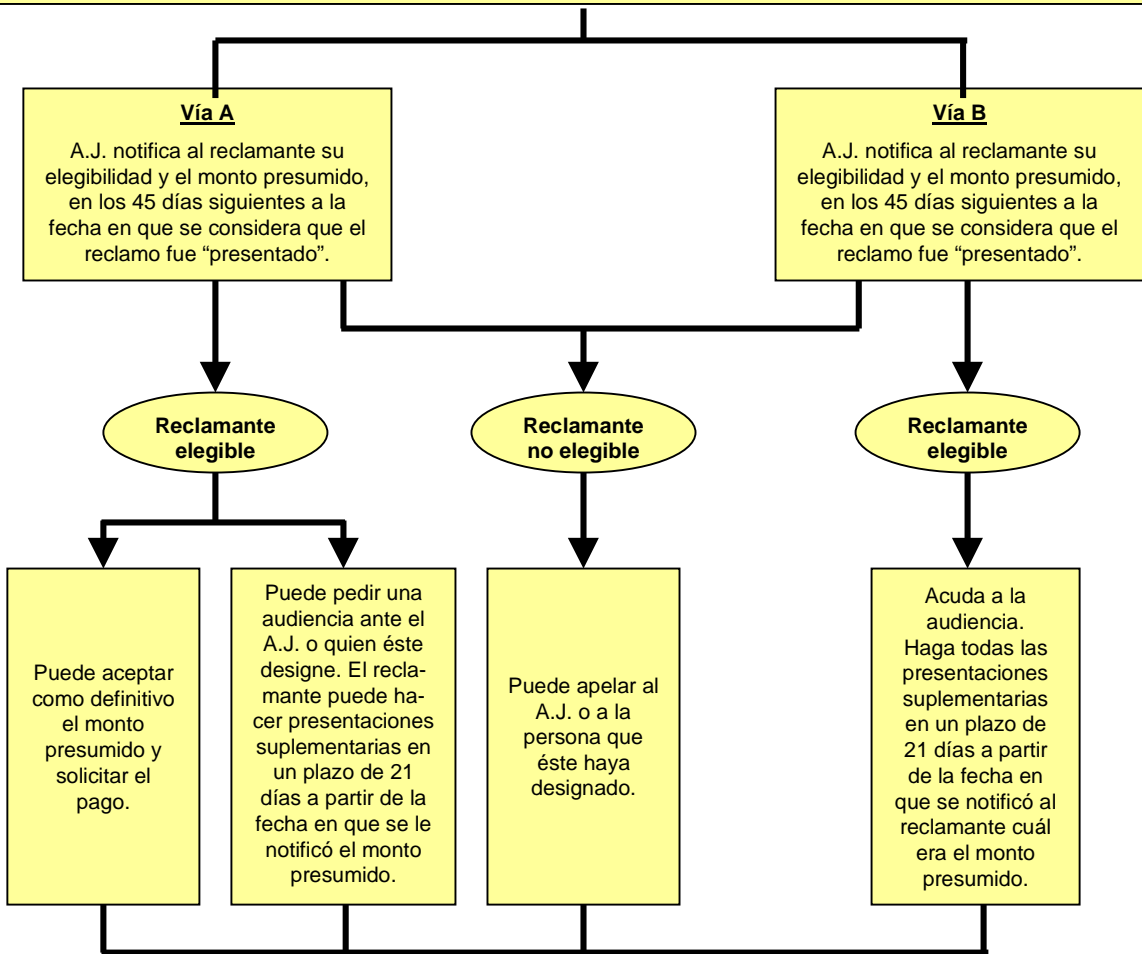 Vía A
A.J. notifica al reclamante su
elegibilidad y el monto presumido,
en los 45 días siguientes a la
fecha en que se considera que el
reclamo fue “presentado”.
Vía B
A.J. notifica al reclamante su
elegibilidad y el monto presumido,
en los 45 días siguientes a la
fecha en que se considera que el
reclamo fue “presentado”.
Reclamante
elegible
Reclamante
no elegible
Reclamante
elegible
Puede aceptar
como definitivo
el monto
presumido y
solicitar el
pago.
Puede pedir una
audiencia ante el
A.J. o quien éste
designe. El recla-
mante puede ha-
cer presentaciones
suplementarias en
un plazo de 21
días a partir de la
fecha en que se le
notificó el monto
presumido.
Puede apelar al
A.J. o a la
persona que
éste haya
designado.
Acuda a la
audiencia.
Haga todas las
presentaciones
suplementarias
en un plazo de
21 días a partir
de la fecha en
que se notificó al
reclamante cuál
era el monto
presumido.